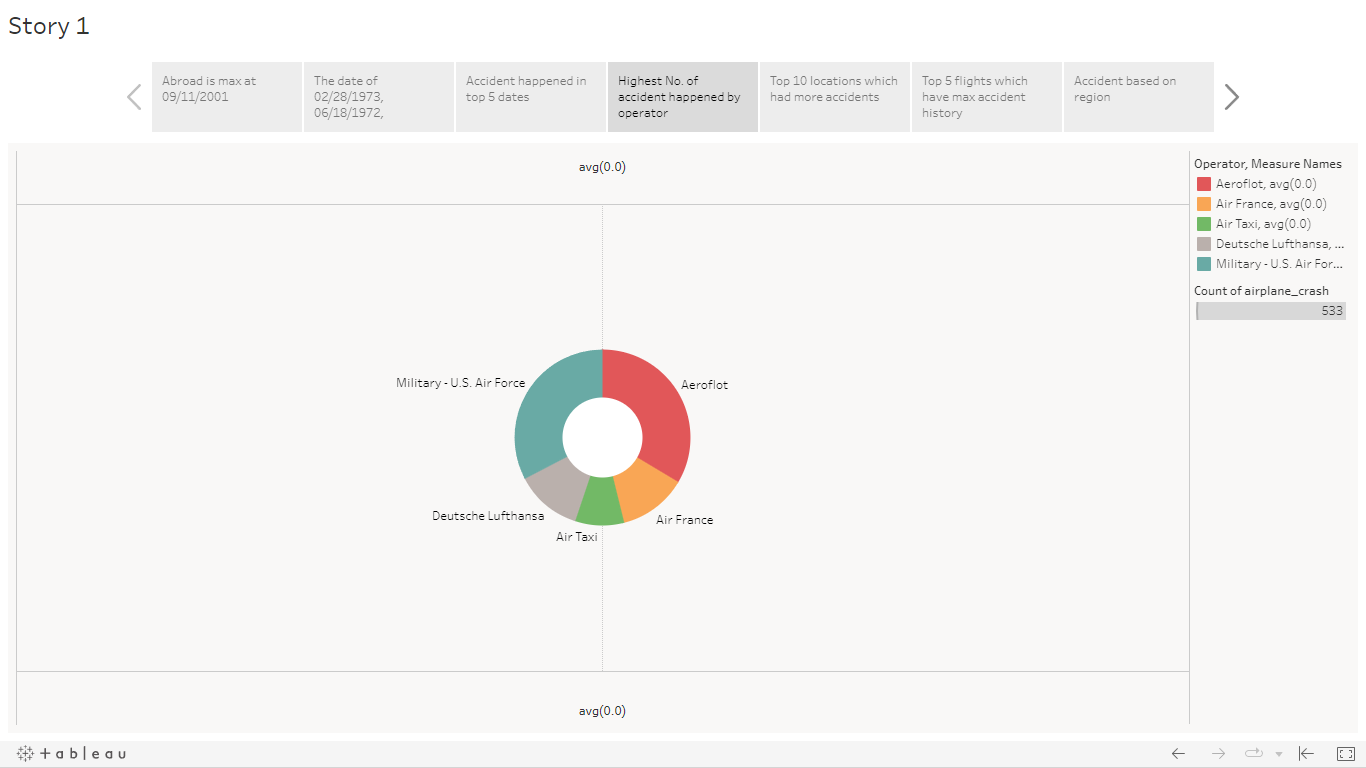 Story 1
Abroad is max at
09/11/2001
The date of
02/28/1973,
06/18/1972,
Accident happened in
top 5 dates
Highest No. of
accident happened by
operator
Top 10 locations which
had more accidents
Top 5 flights which
have max accident
history
Accident based on
region
avg(0.0)
Operator, Measure Names
Aeroflot, avg(0.0)
Air France, avg(0.0)
Air Taxi, avg(0.0)
Deutsche Lufthansa, ...
Military - U.S. Air For...
Count of airplane_crash
533
Military - U.S. Air Force
Aeroflot
Deutsche Lufthansa
Air France
Air Taxi
avg(0.0)
+ a b | e a u